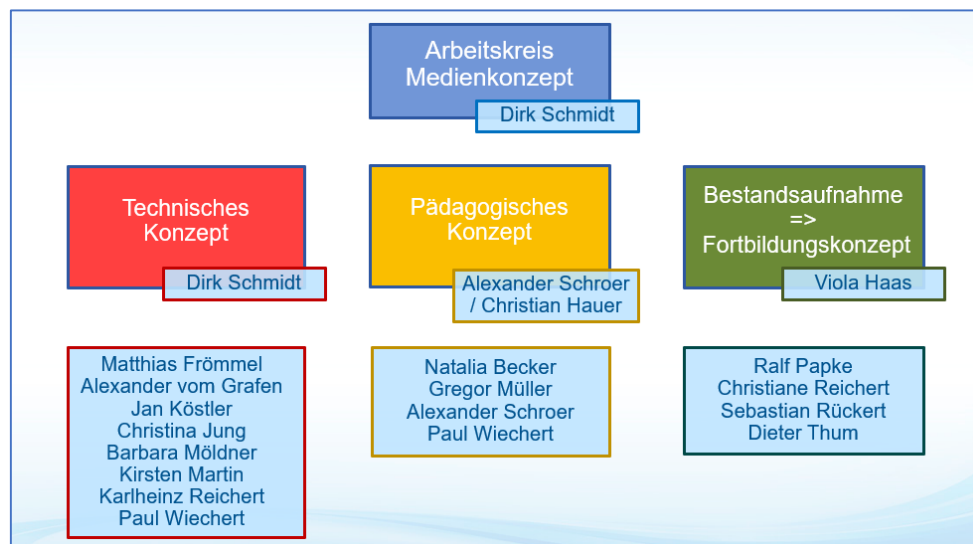 Arbeitskreis
Medienkonzept
Dirk Schmidt
Technisches
Konzept
Dirk Schmidt
Pädagogisches
Konzept
Alexander Schroer
/ Christian Hauer
Bestandsaufnahme
=>
Fortbildungskonzept
Viola Haas
Matthias Frömmel
Alexander vom Grafen
Jan Köstler
Christina Jung
Barbara Möldner
Kirsten Martin
Karlheinz Reichert
Paul Wiechert
Natalia Becker
Gregor Müller
Alexander Schroer
Paul Wiechert
Ralf Papke
Christiane Reichert
Sebastian Rückert
Dieter Thum